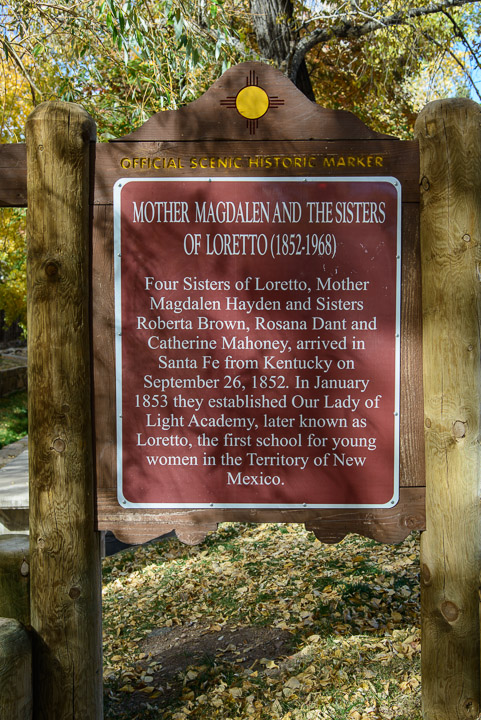 OFFICIAL SCENIC HISTORIC MARKER
MOTHER MAGDALEN AND THE SISTERS
OF LORETTO (1852-1968)
Four Sisters of Loretto, Mother
Magdalen Hayden and Sisters
Roberta Brown, Rosana Dant and
Catherine Mahoney, arrived in
Santa Fe from Kentucky on
September 26, 1852. In January
1853 they established Our Lady of
Light Academy, later known as
Loretto, the first school for young
women in the Territory of New
Mexico.